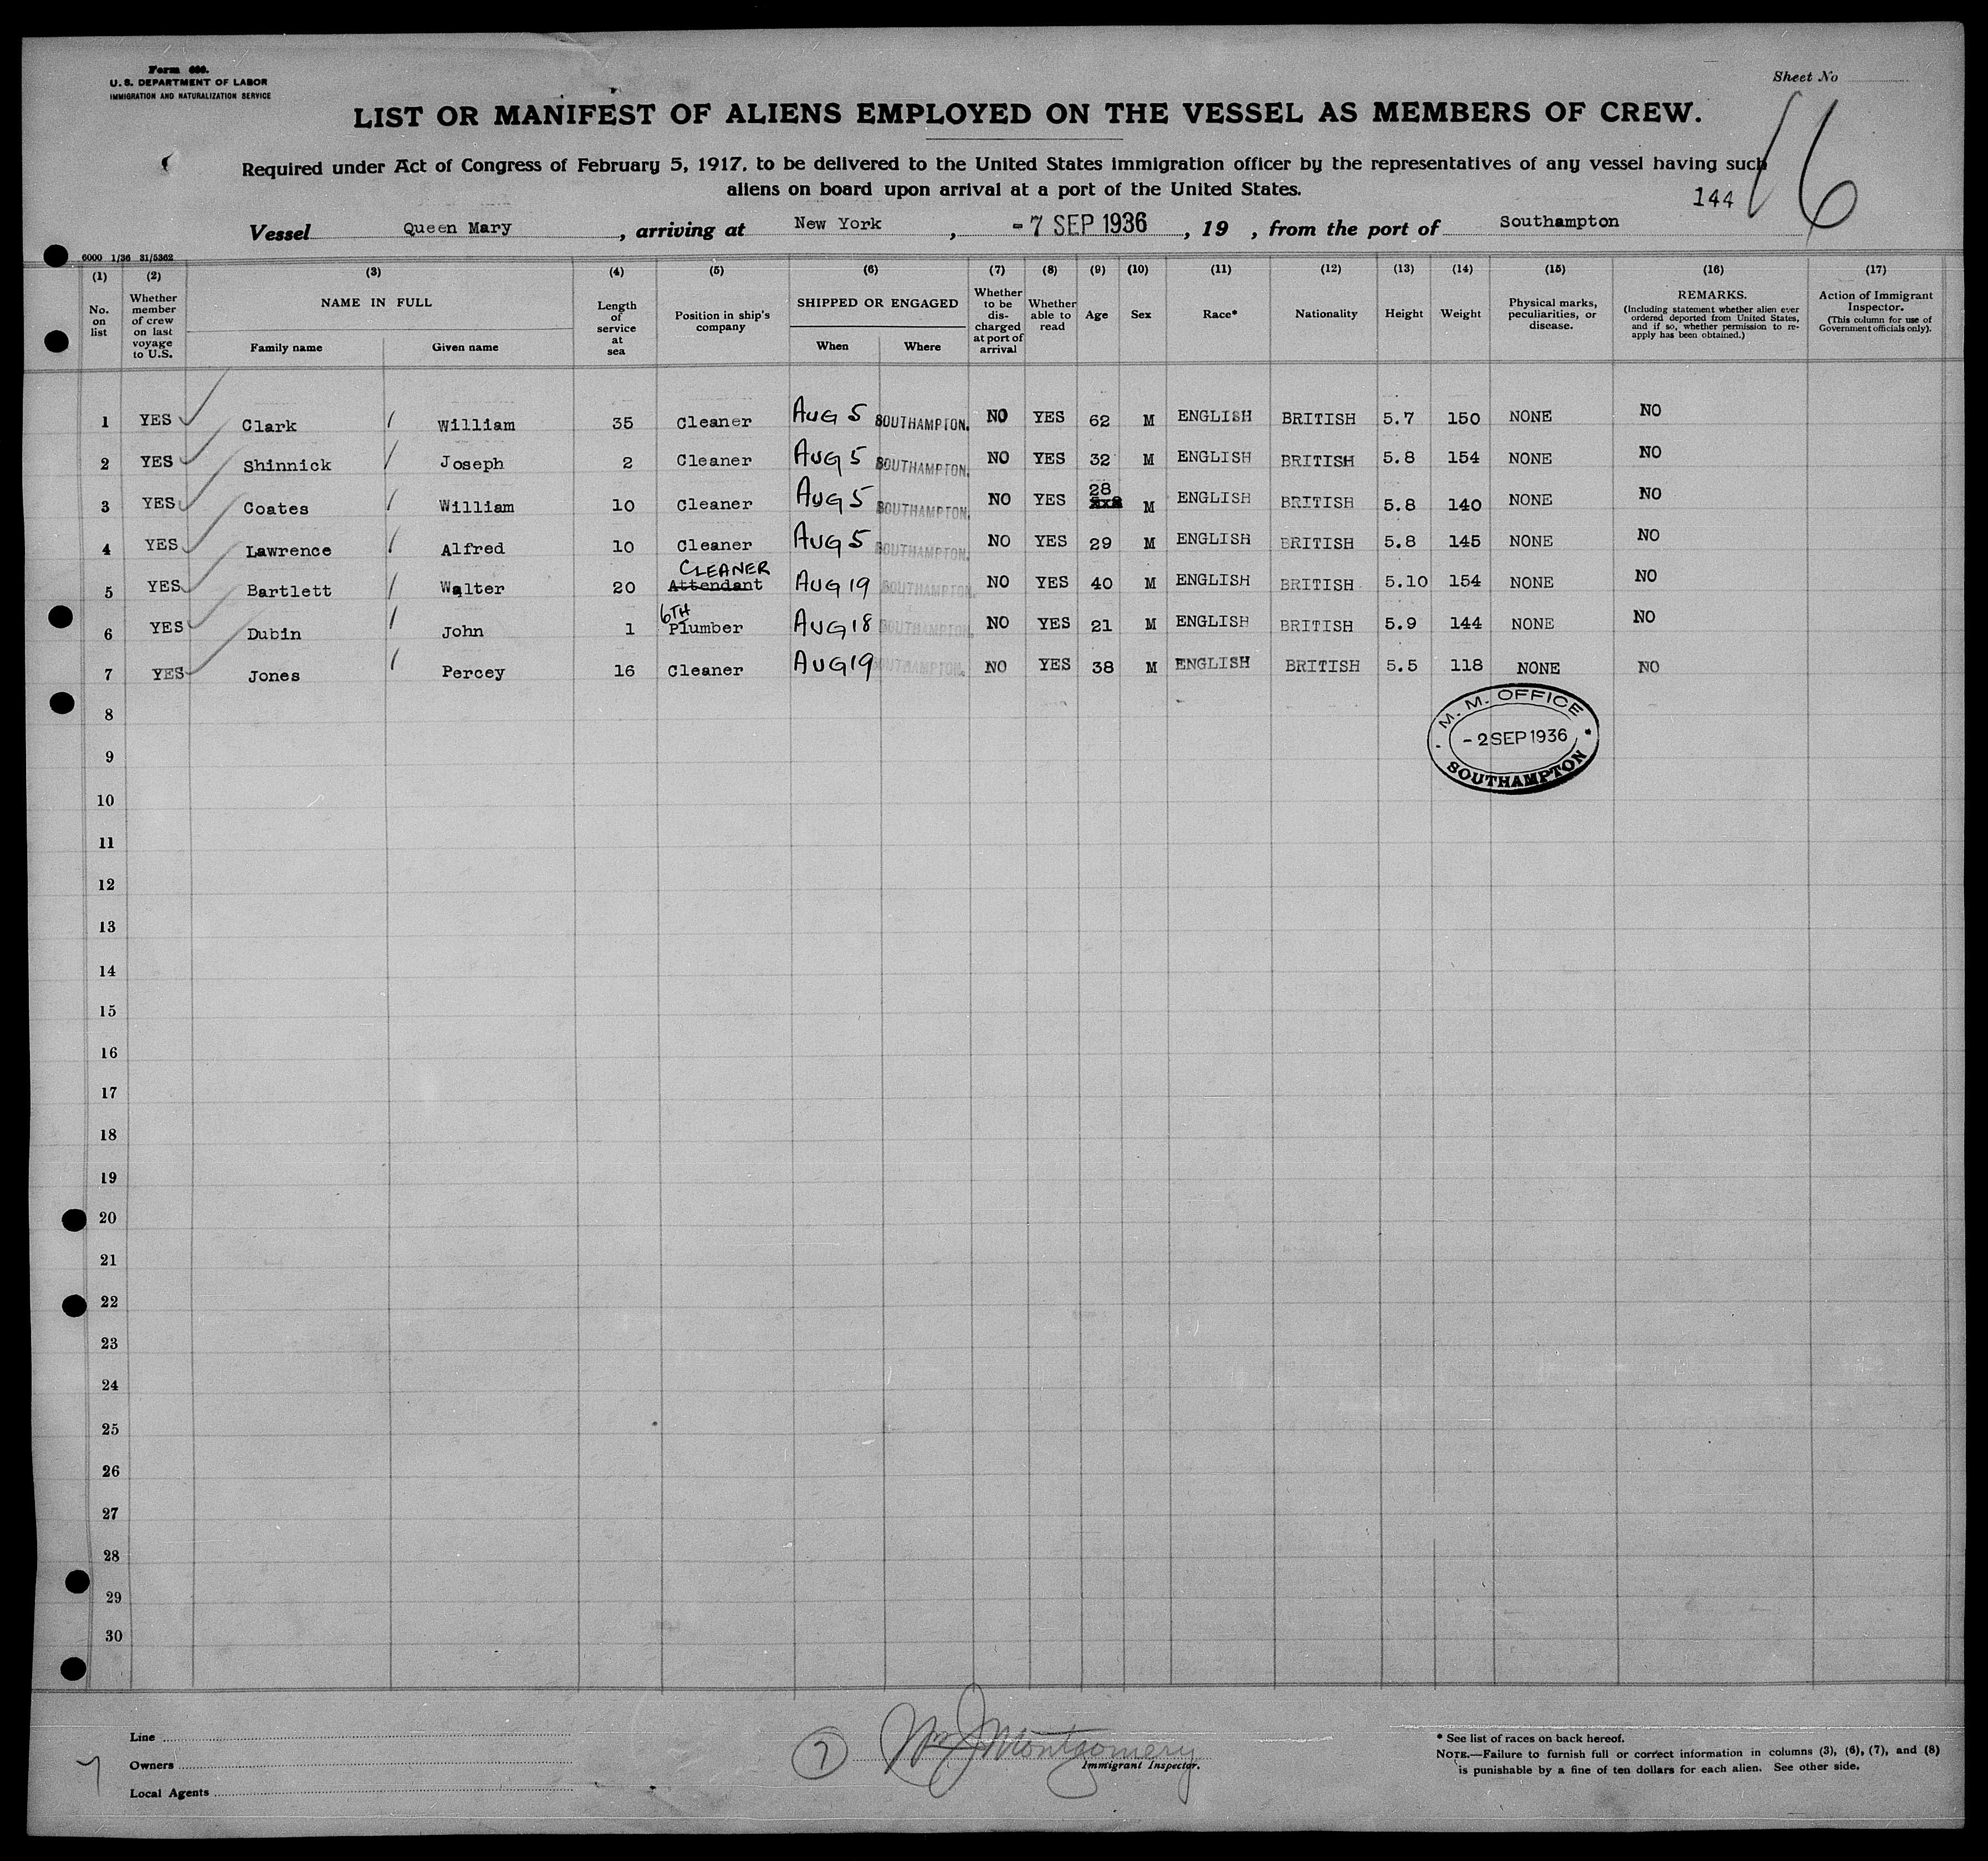 Form 680.
U. S. DEPARTMENT OF LABOR
IMMIGRATION AND NATURALIZATION SERVICE
Sheet No
LIST OR MANIFEST OF ALIENS EMPLOYED ON THE VESSEL AS MEMBERS OF CREW.
16
Required under Act of Congress of February 5, 1917, to be delivered to the United States immigration officer by the representatives of any vessel having such
aliens on board upon arrival at a port of the United States.
144
Vessel Queen Mary, arriving at New York, -7 SEP 1936, 19 , from the port of Southampton
6000 1/36 31/5362
(1) (2) (3) (4) (5) (6) (7) (8) (9) (10) (11) (12) (13) (14) (15) (16) (17)
No. on list
Whether member of crew on last voyage to U.S.
NAME IN FULL
Family name
Given name
Length of service at sea
Position in ship's company
SHIPPED OR ENGAGED
When
Where
Whether to be discharged at port of arrival
Whether able to read
Age
Sex
Race*
Nationality
Height
Weight
Physical marks, peculiarities, or disease.
REMARKS.
(Including statement whether alien ever ordered deported from United States, and if so, whether permission to re-apply has been obtained.)
Action of Immigrant Inspector.
(This column for use of Government officials only).
1 YES Clark William 35 Cleaner AUG 5 SOUTHAMPTON. NO YES 62 M ENGLISH BRITISH 5.7 150 NONE NO
2 YES Shinnick Joseph 2 Cleaner AUG 5 SOUTHAMPTON. NO YES 32 M ENGLISH BRITISH 5.8 154 NONE NO
3 YES Coates William 10 Cleaner AUG 5 SOUTHAMPTON. NO YES 28 M ENGLISH BRITISH 5.8 140 NONE NO
4 YES Lawrence Alfred 10 Cleaner AUG 5 SOUTHAMPTON. NO YES 29 M ENGLISH BRITISH 5.8 145 NONE NO
CLEANER
5 YES Bartlett Walter 20 Attendant AUG 19 SOUTHAMPTON. NO YES 40 M ENGLISH BRITISH 5.10 154 NONE NO
6 YES Dubin John 1 6TH Plumber AUG 18 SOUTHAMPTON. NO YES 21 M ENGLISH BRITISH 5.9 144 NONE NO
7 YES Jones Percey 16 Cleaner AUG 19 SOUTHAMPTON. NO YES 38 M ENGLISH BRITISH 5.5 118 NONE NO
M. M. OFFICE
-2 SEP 1936
SOUTHAMPTON
8
9
10
11
12
13
14
15
16
17
18
19
20
21
22
23
24
25
26
27
28
29
30
Line
Owners
Local Agents
7
7
Wm J Montgomery
Immigrant Inspector.
* See list of races on back hereof.
NOTE.—Failure to furnish full or correct information in columns (3), (6), (7), and (8)
is punishable by a fine of ten dollars for each alien. See other side.